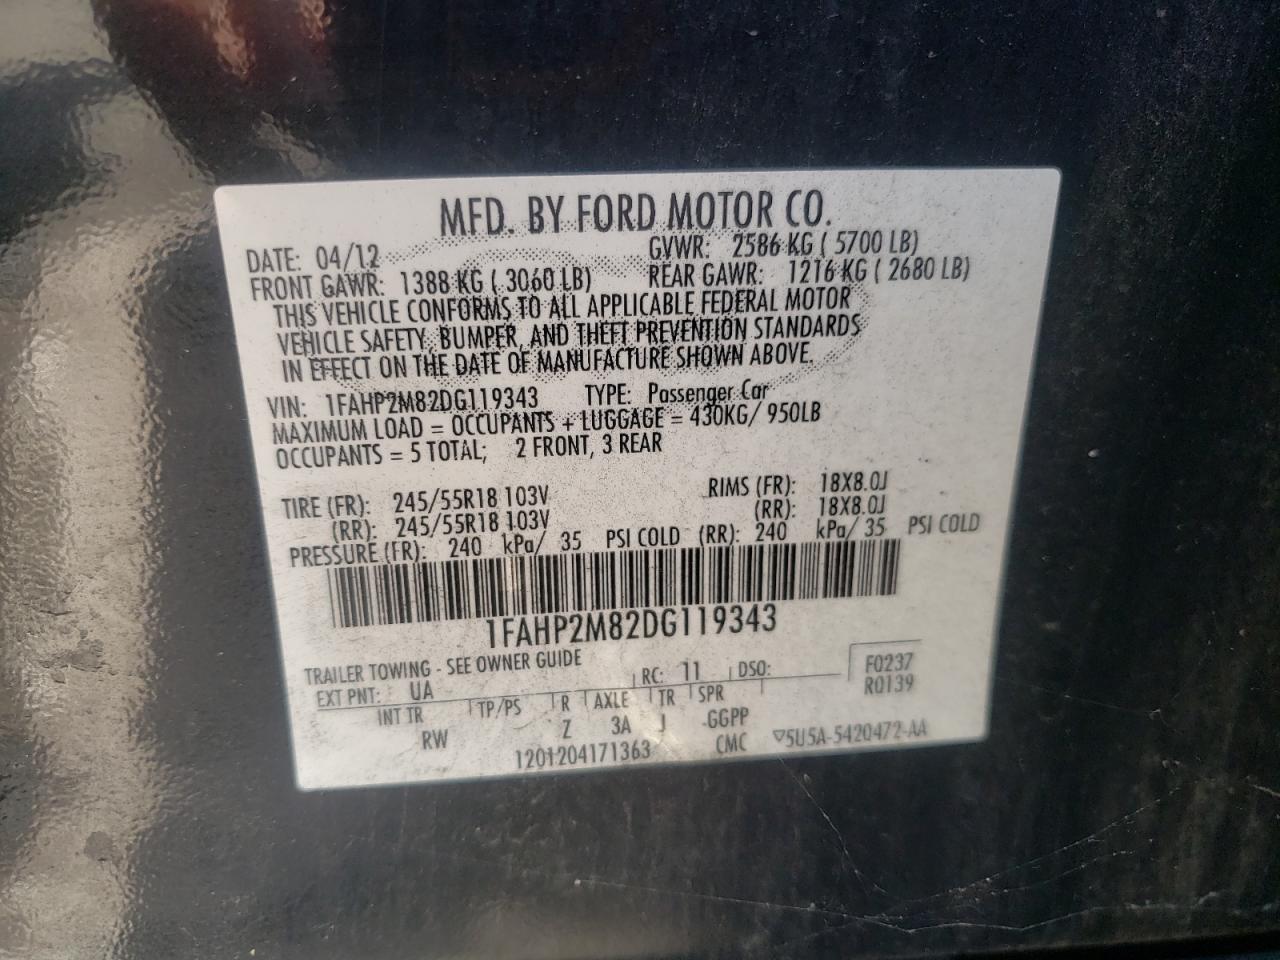 MFD. BY FORD MOTOR CO.
DATE: 04/12 GVWR: 2586 KG ( 5700 LB)
FRONT GAWR: 1388 KG ( 3060 LB) REAR GAWR: 1216 KG ( 2680 LB)
THIS VEHICLE CONFORMS TO ALL APPLICABLE FEDERAL MOTOR
VEHICLE SAFETY, BUMPER, AND THEFT PREVENTION STANDARDS
IN EFFECT ON THE DATE OF MANUFACTURE SHOWN ABOVE.
VIN: 1FAHP2M82DG119343 TYPE: Passenger Car
MAXIMUM LOAD = OCCUPANTS + LUGGAGE = 430KG/ 950LB
OCCUPANTS = 5 TOTAL; 2 FRONT, 3 REAR
TIRE (FR): 245/55R18 103V RIMS (FR): 18X8.0J
(RR): 245/55R18 103V (RR): 18X8.0J
PRESSURE (FR): 240 kPa/ 35 PSI COLD (RR): 240 kPa/ 35 PSI COLD
1FAHP2M82DG119343
TRAILER TOWING - SEE OWNER GUIDE
EXT PNT: UA RC: 11 DSO: F0237
R0139
INT TR TP/PS R AXLE TR SPR
RW Z 3A J -GGPP
1201204171363 CMC ▽5U5A-5420472-AA